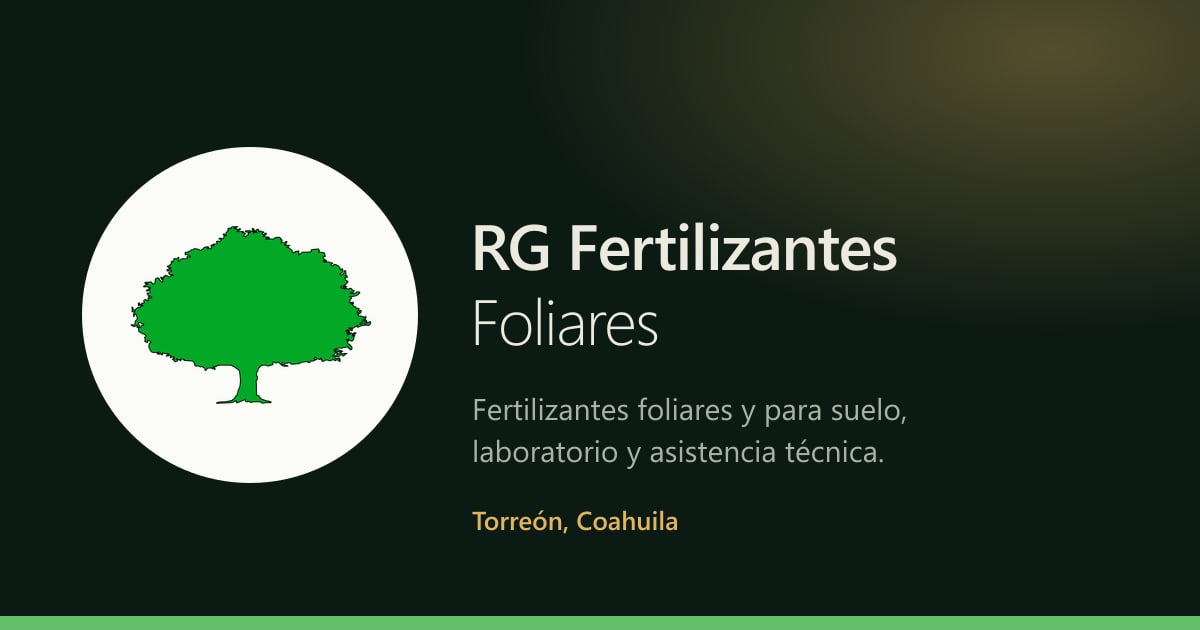 RG Fertilizantes
Foliares
Fertilizantes foliares y para suelo,
laboratorio y asistencia técnica.
Torreón, Coahuila